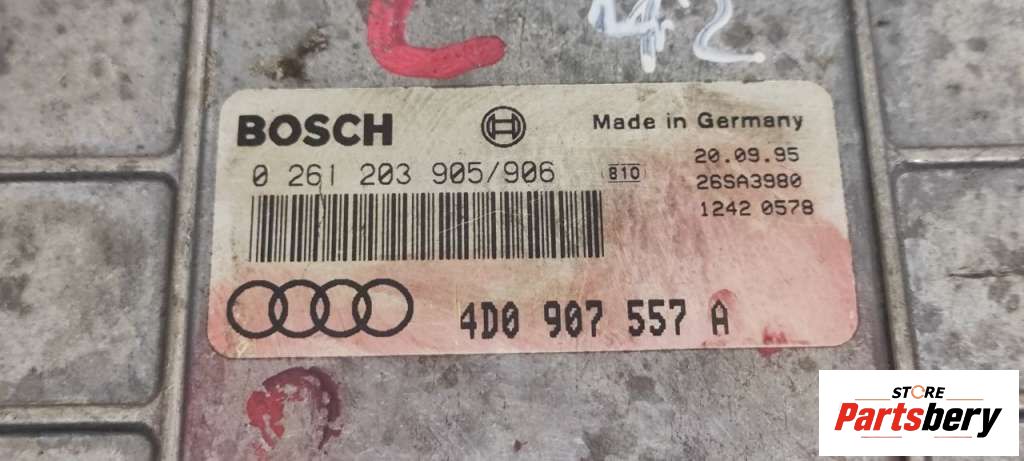 C 42
BOSCH Made in Germany
0 261 203 905/906 810 20.09.95
26SA3980
1242 0578
4D0 907 557 A
STORE
Partsbery